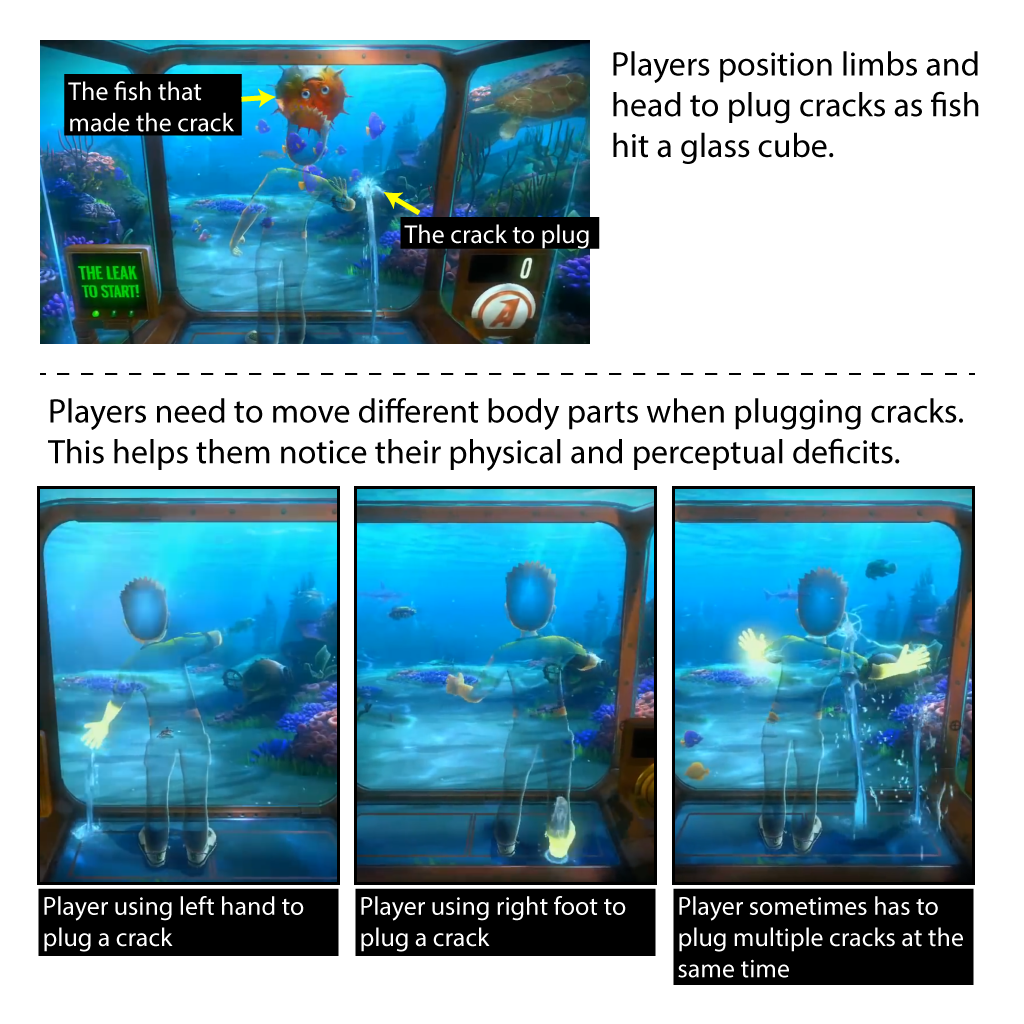 The fish that
made the crack
Players position limbs and
head to plug cracks as fish
hit a glass cube.
The crack to plug
THE LEAK
TO START!
0
A
Players need to move different body parts when plugging cracks.
This helps them notice their physical and perceptual deficits.
Player using left hand to
plug a crack
Player using right foot to
plug a crack
Player sometimes has to
plug multiple cracks at the
same time